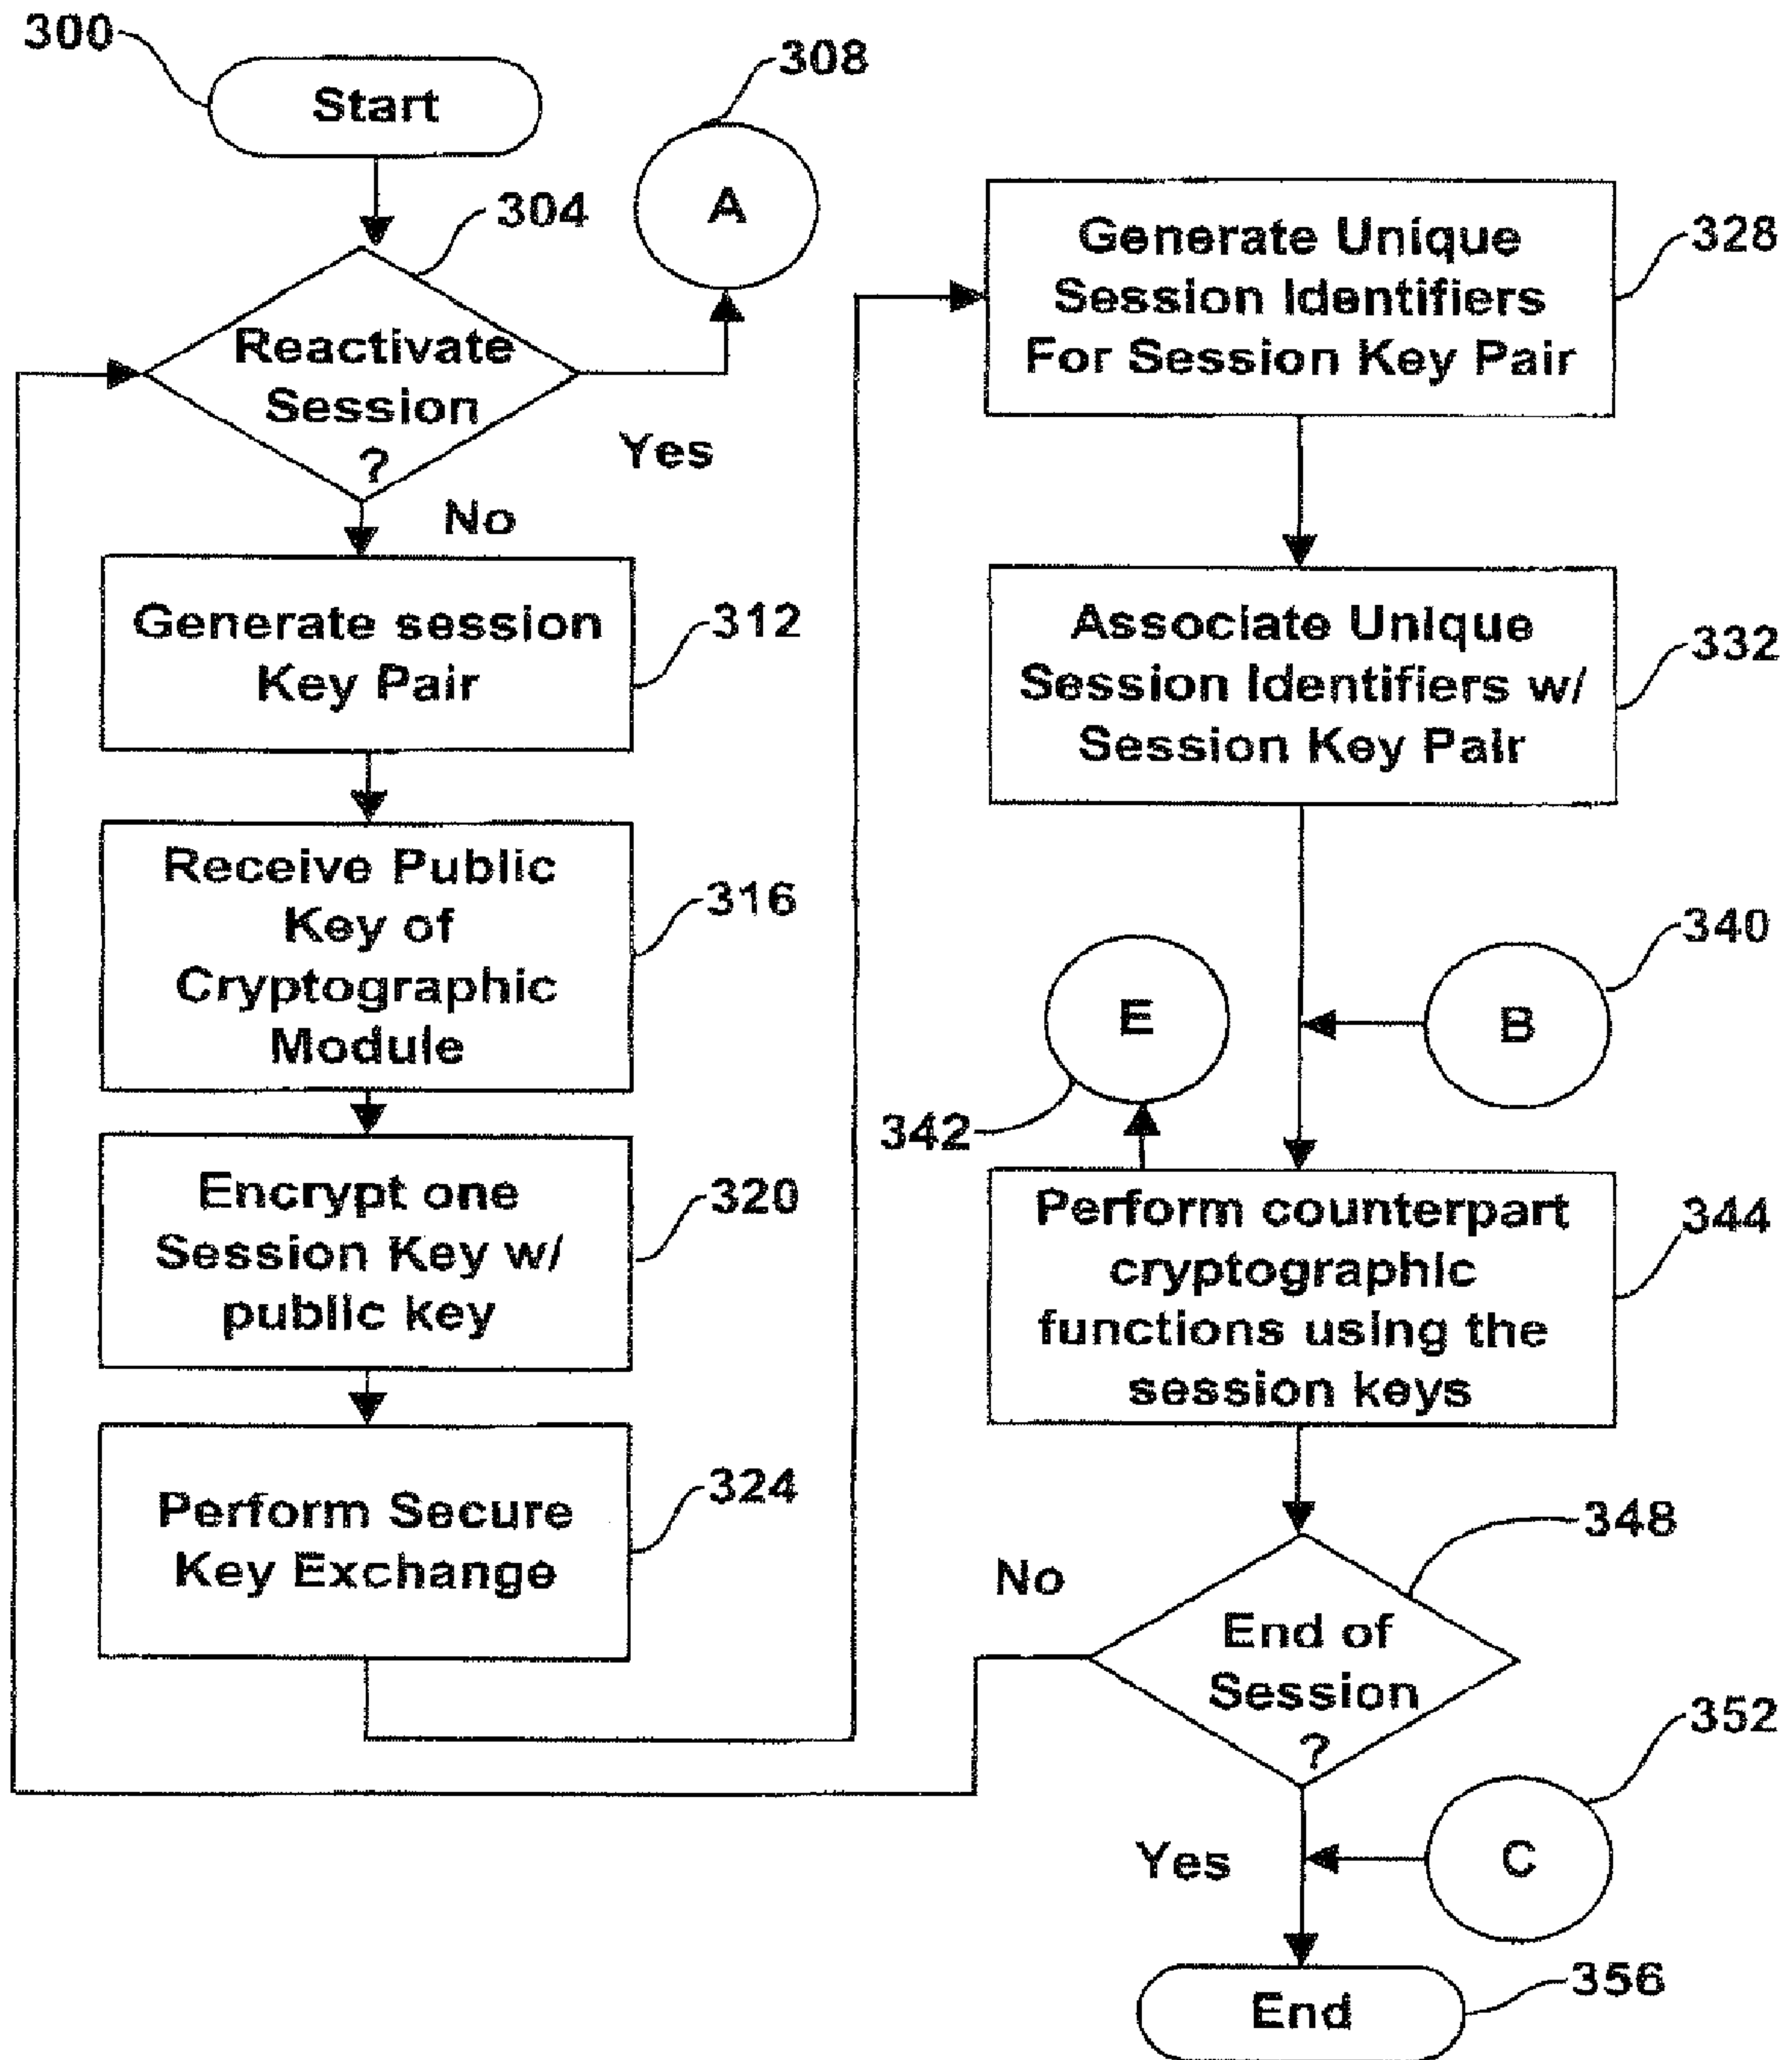 300
Start
308
A
304
Reactivate
Session
?
Yes
No
Generate session
Key Pair
312
Receive Public
Key of
Cryptographic
Module
316
Encrypt one
Session Key w/
public key
320
Perform Secure
Key Exchange
324
Generate Unique
Session Identifiers
For Session Key Pair
328
Associate Unique
Session Identifiers w/
Session Key Pair
332
340
B
E
342
Perform counterpart
cryptographic
functions using the
session keys
344
348
No
End of
Session
?
352
C
Yes
End
356